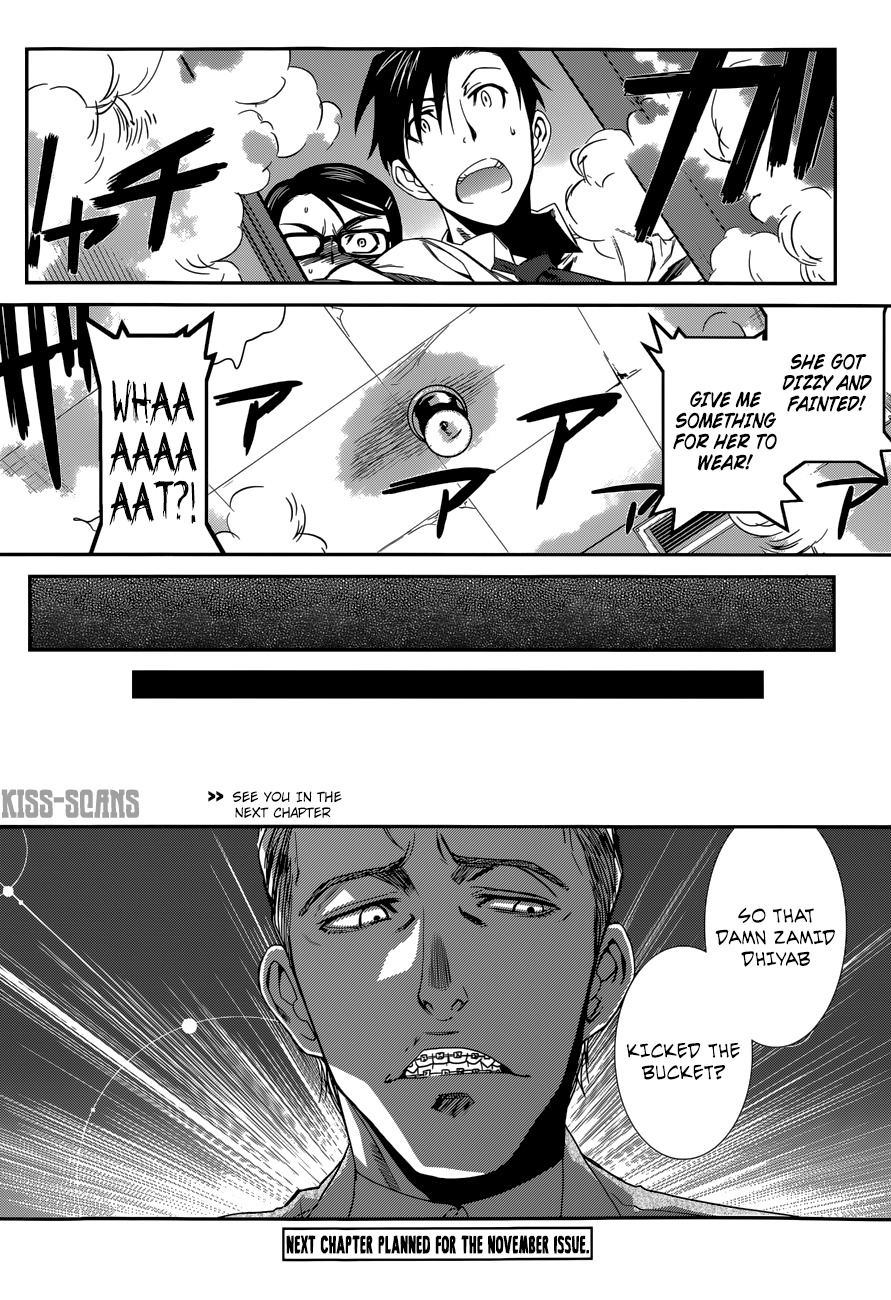 ガ
チャ
SHE GOT
DIZZY AND
FAINTED!
GIVE ME
SOMETHING
FOR HER TO
WEAR!
ア
ア
ア
ア
WHAA
AAAA
AAT?!
KISS-SCANS
>> SEE YOU IN THE
NEXT CHAPTER
SO THAT
DAMN ZAMID
DHIYAB
KICKED THE
BUCKET?
NEXT CHAPTER PLANNED FOR THE NOVEMBER ISSUE.